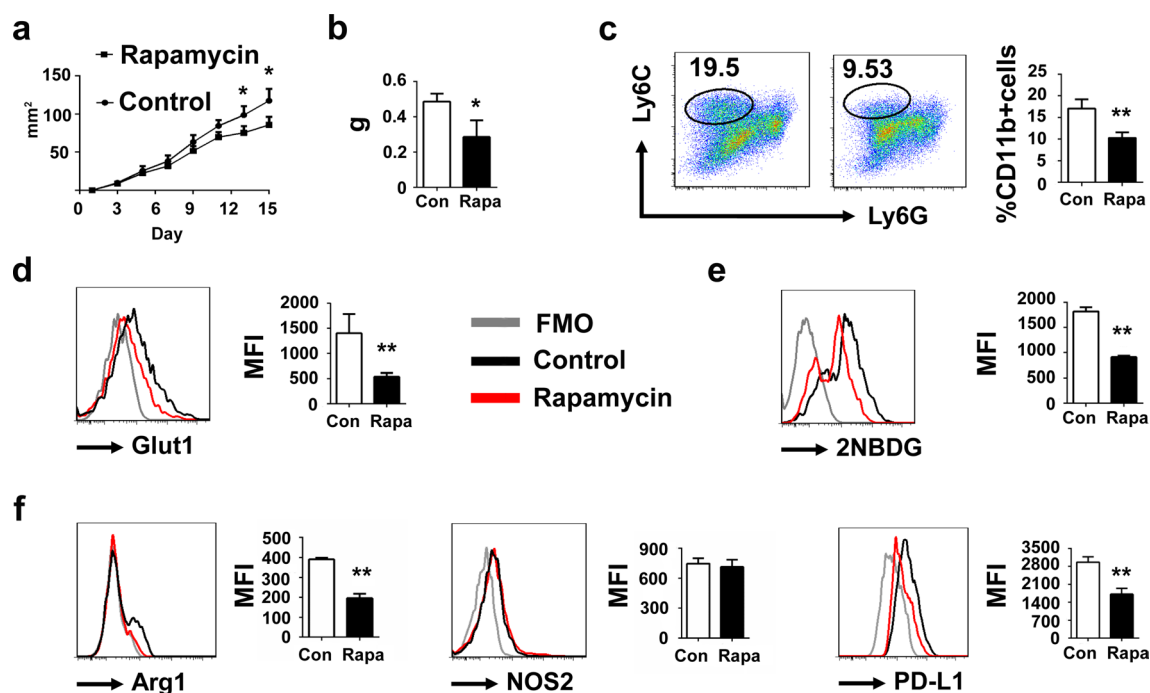 a
Rapamycin
Control
mm²
150
100
50
0
3
6
9
12
15
Day
*
*
b
g
0.6
0.4
0.2
0
*
Con
Rapa
c
Ly6C
19.5
9.53
Ly6G
%CD11b+cells
25
20
15
10
5
0
**
Con
Rapa
d
Glut1
MFI
2000
1500
1000
500
0
**
Con
Rapa
FMO
Control
Rapamycin
e
2NBDG
MFI
2000
1500
1000
500
0
**
Con
Rapa
f
Arg1
MFI
500
400
300
200
100
0
**
Con
Rapa
NOS2
MFI
900
600
300
0
Con
Rapa
PD-L1
MFI
3500
2800
2100
1400
700
0
**
Con
Rapa